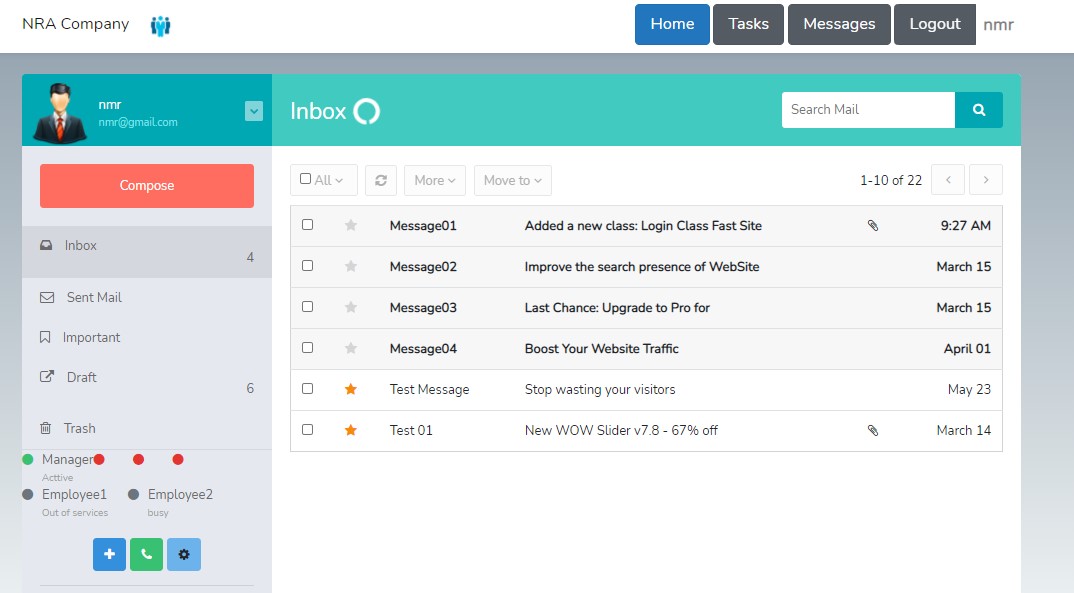 NRA Company
Home Tasks Messages Logout nmr
nmr
nmr@gmail.com
Inbox
Search Mail
Compose
All More Move to 1-10 of 22
Inbox
4
Sent Mail
Important
Draft
6
Trash
Message01 Added a new class: Login Class Fast Site 9:27 AM
Message02 Improve the search presence of WebSite March 15
Message03 Last Chance: Upgrade to Pro for March 15
Message04 Boost Your Website Traffic April 01
Test Message Stop wasting your visitors May 23
Test 01 New WOW Slider v7.8 - 67% off March 14
Manager
Acttive
Employee1 Employee2
Out of services busy